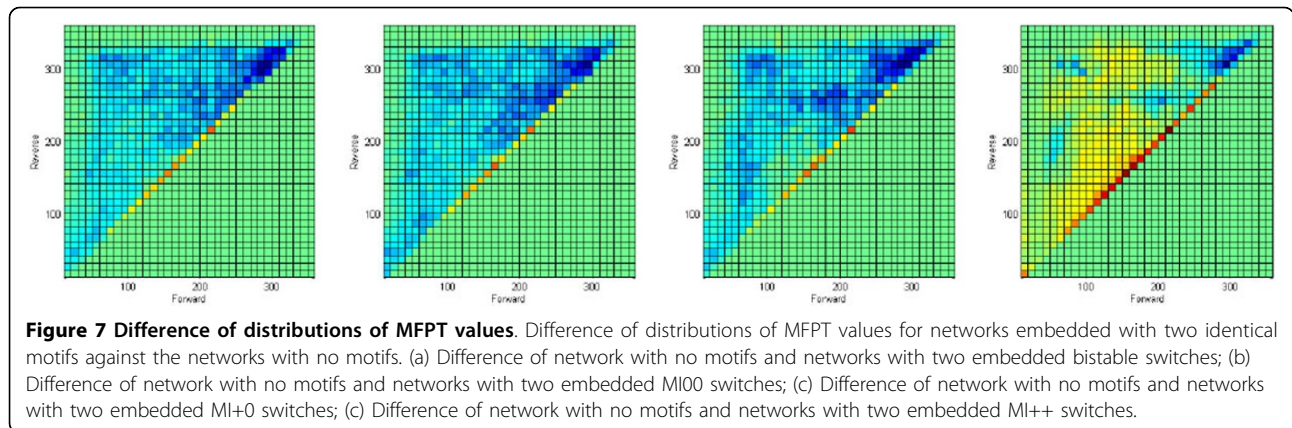 300
200
100
Reverse
100
200
300
Forward
300
200
100
Reverse
100
200
300
Forward
300
200
100
Reverse
100
200
300
Forward
300
200
100
Reverse
100
200
300
Forward
Figure 7 Difference of distributions of MFPT values. Difference of distributions of MFPT values for networks embedded with two identical
motifs against the networks with no motifs. (a) Difference of network with no motifs and networks with two embedded bistable switches; (b)
Difference of network with no motifs and networks with two embedded MI00 switches; (c) Difference of network with no motifs and networks
with two embedded MI+0 switches; (c) Difference of network with no motifs and networks with two embedded MI++ switches.